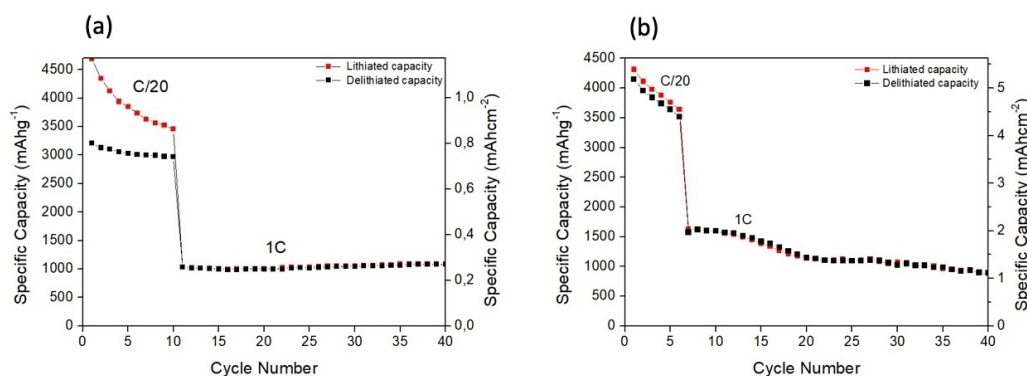 (a)
Specific Capacity (mAhg⁻¹)
4500
4000
3500
3000
2500
2000
1500
1000
500
0
C/20
1C
Lithiated capacity
Delithiated capacity
1,0
0,8
0,6
0,4
0,2
0,0
Specific Capacity (mAhcm⁻²)
0 5 10 15 20 25 30 35 40
Cycle Number
(b)
Specific Capacity (mAhg⁻¹)
4500
4000
3500
3000
2500
2000
1500
1000
500
0
C/20
1C
Lithiated capacity
Delithiated capacity
5
4
3
2
1
0
Specific Capacity (mAhcm⁻²)
0 5 10 15 20 25 30 35 40
Cycle Number